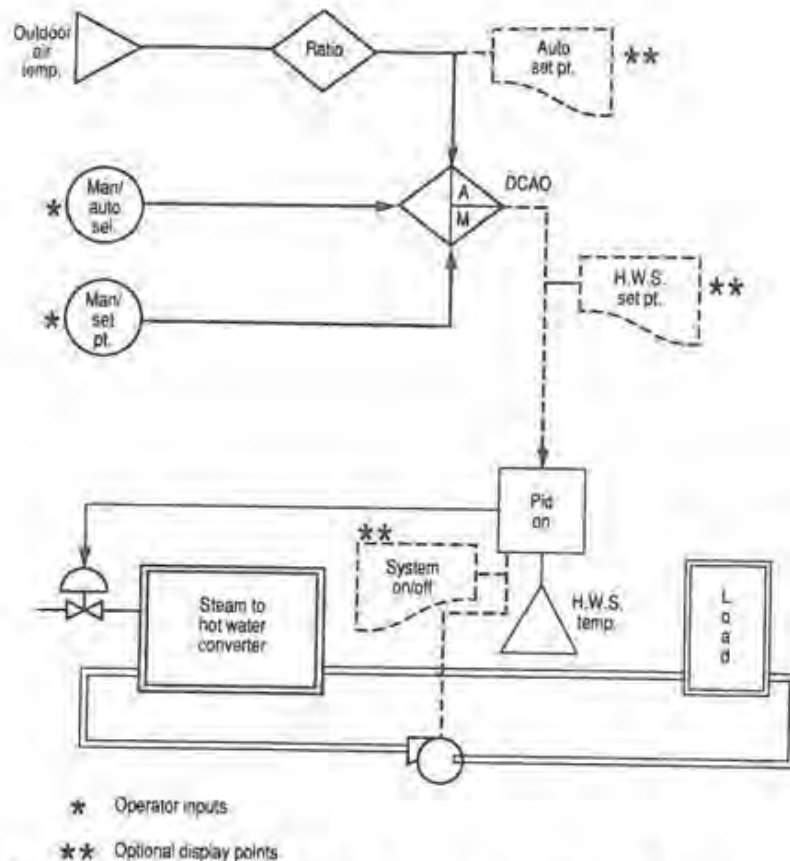 Outdoor
air
temp.
Ratio
Auto
set pt.
**
*
Man/
auto
sel.
A
M
DCAO
*
Man/
set
pt.
H.W.S.
set pt.
**
Pid
on
**
System
on/off
Steam to
hot water
converter
H.W.S.
temp.
L
o
a
d
* Operator inputs
** Optional display points